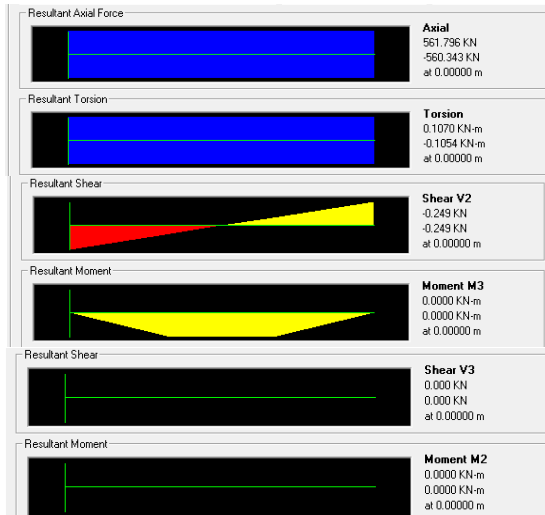 Resultant Axial Force
Axial
561.796 KN
-560.343 KN
at 0.00000 m
Resultant Torsion
Torsion
0.1070 KN-m
-0.1054 KN-m
at 0.00000 m
Resultant Shear
Shear V2
-0.249 KN
-0.249 KN
at 0.00000 m
Resultant Moment
Moment M3
0.0000 KN-m
0.0000 KN-m
at 0.00000 m
Resultant Shear
Shear V3
0.000 KN
0.000 KN
at 0.00000 m
Resultant Moment
Moment M2
0.0000 KN-m
0.0000 KN-m
at 0.00000 m